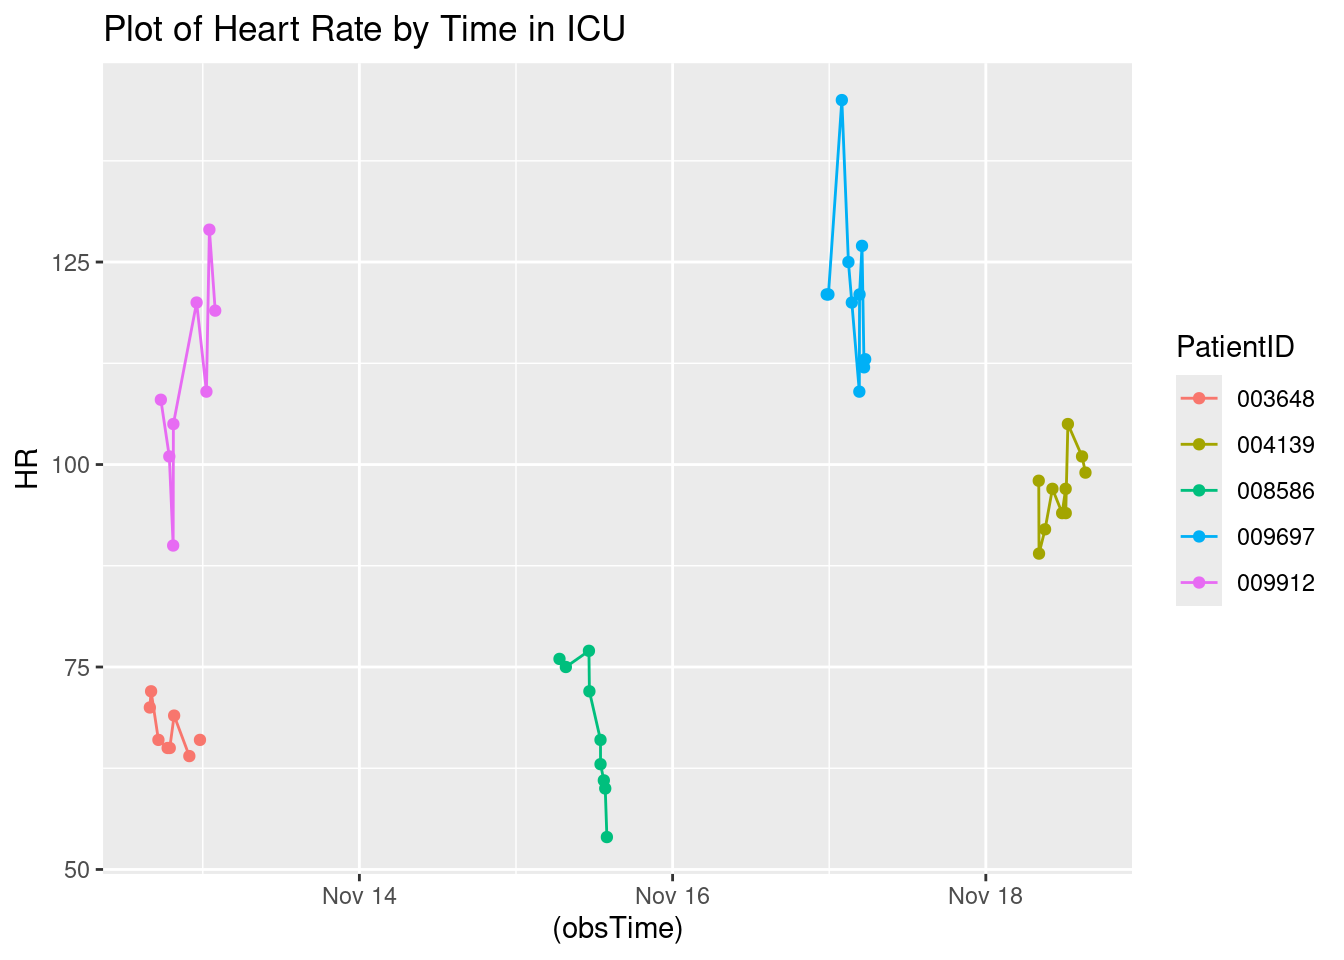 Plot of Heart Rate by Time in ICU
HR
125
100
75
50
Nov 14
Nov 16
Nov 18
(obsTime)
PatientID
003648
004139
008586
009697
009912